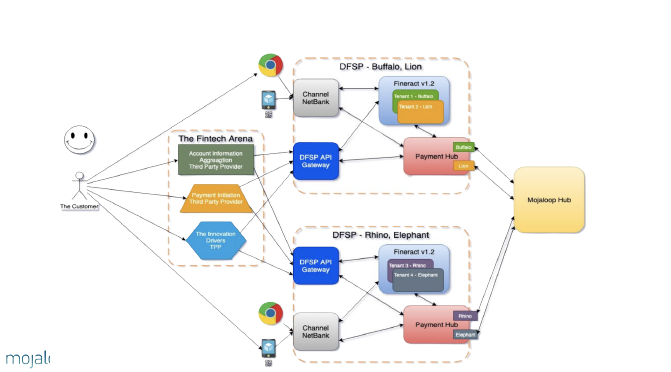 DFSP - Buffalo, Lion
Channel
NetBank
Fineract v1.2
Tenant 1 - Buffalo
Tenant 2 - Lion
The Fintech Arena
Account Information
Aggreagtion
Third Party Provider
DFSP API
Gateway
Payment Hub
Buffalo
Lion
Payment Initiation
Third Party Provider
The Customer
Mojaloop Hub
The Innovation
Drivers
TPP
DFSP - Rhino, Elephant
DFSP API
Gateway
Fineract v1.2
Tenant 3 - Rhino
Tenant 4 - Elephant
Channel
NetBank
Payment Hub
Rhino
Elephant